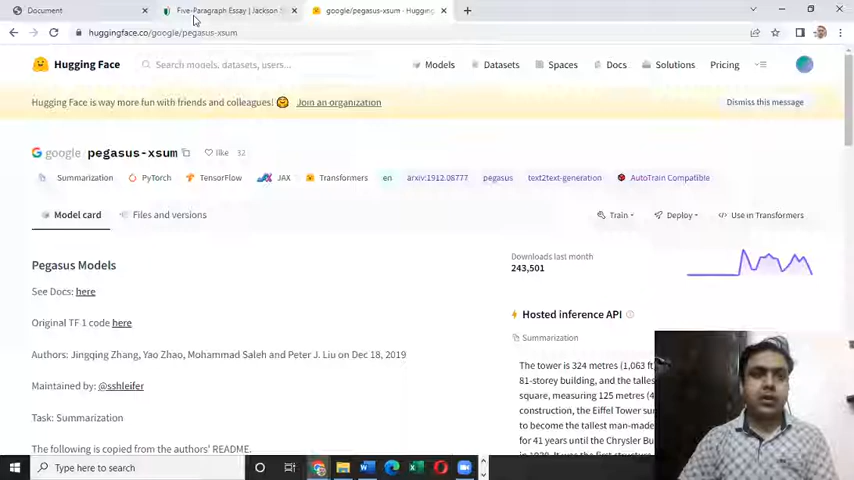 Document
Five-Paragraph Essay | Jackson S
google/pegasus-xsum - Hugging
huggingface.co/google/pegasus-xsum
Hugging Face
Search models, datasets, users...
Models
Datasets
Spaces
Docs
Solutions
Pricing
Hugging Face is way more fun with friends and colleagues! 🤗 Join an organization
Dismiss this message
google pegasus-xsum
like 32
Summarization
PyTorch
TensorFlow
JAX
Transformers
en
arxiv:1912.08777
pegasus
text2text-generation
AutoTrain Compatible
Model card
Files and versions
Train
Deploy
</> Use in Transformers
Pegasus Models
See Docs: here
Original TF 1 code here
Authors: Jingqing Zhang, Yao Zhao, Mohammad Saleh and Peter J. Liu on Dec 18, 2019
Maintained by: @sshleifer
Task: Summarization
The following is copied from the authors' README.
Downloads last month
243,501
Hosted inference API
Summarization
The tower is 324 metres (1,063 ft
81-storey building, and the talles
square, measuring 125 metres (4
construction, the Eiffel Tower su
to become the tallest man-made
for 41 years until the Chrysler Bu
Type here to search